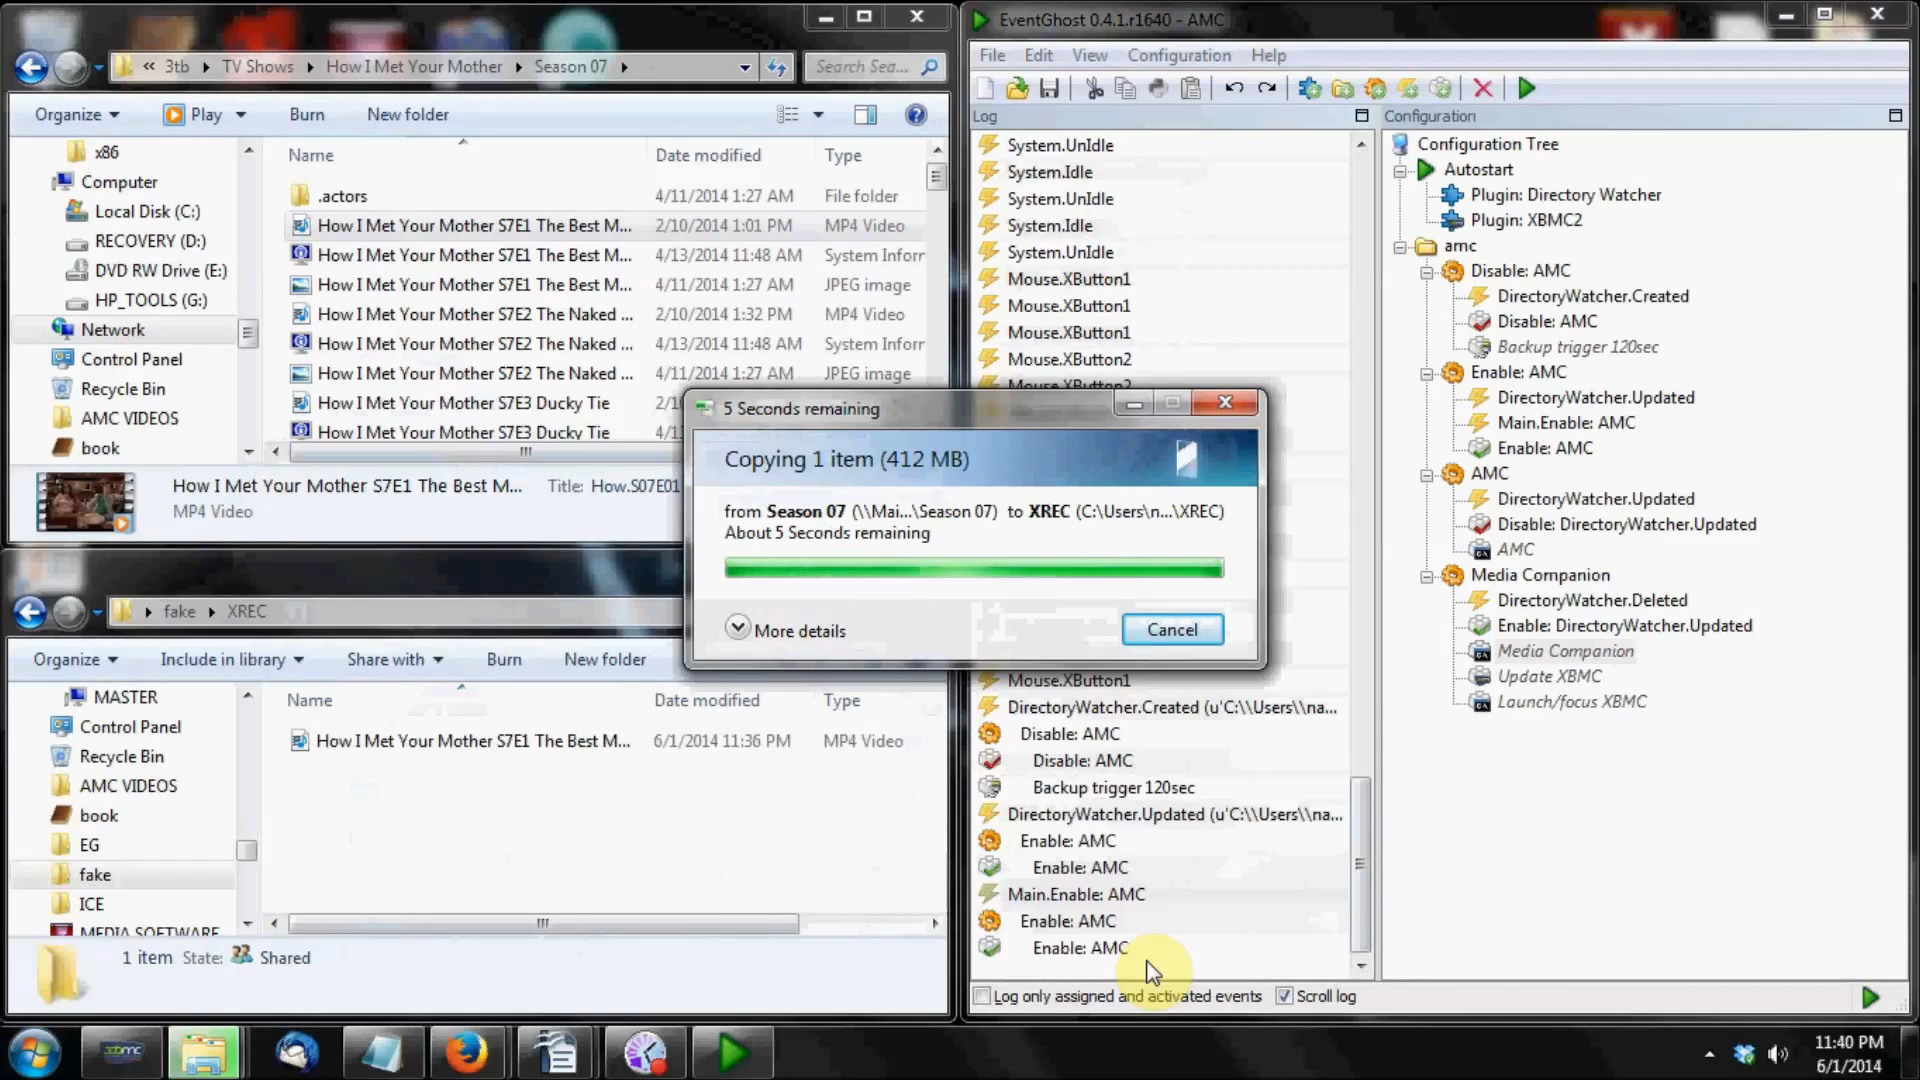 « 3tb ▸ TV Shows ▸ How I Met Your Mother ▸ Season 07 ▸
Search Sea...
Organize
Play
Burn
New folder
x86
Computer
Local Disk (C:)
RECOVERY (D:)
DVD RW Drive (E:)
HP_TOOLS (G:)
Network
Control Panel
Recycle Bin
AMC VIDEOS
book
Name Date modified Type
.actors 4/11/2014 1:27 AM File folder
How I Met Your Mother S7E1 The Best M... 2/10/2014 1:01 PM MP4 Video
How I Met Your Mother S7E1 The Best M... 4/13/2014 11:48 AM System Inforr
How I Met Your Mother S7E1 The Best M... 4/11/2014 1:27 AM JPEG image
How I Met Your Mother S7E2 The Naked ... 2/10/2014 1:32 PM MP4 Video
How I Met Your Mother S7E2 The Naked ... 4/13/2014 11:48 AM System Inforr
How I Met Your Mother S7E2 The Naked ... 4/11/2014 1:27 AM JPEG image
How I Met Your Mother S7E3 Ducky Tie 2/10
How I Met Your Mother S7E3 Ducky Tie 4/13
How I Met Your Mother S7E1 The Best M... Title: How.S07E01
MP4 Video
▸ fake ▸ XREC
Organize
Include in library
Share with
Burn
New folder
MASTER
Control Panel
Recycle Bin
AMC VIDEOS
book
EG
fake
ICE
MEDIA SOFTWARE
Name Date modified Type
How I Met Your Mother S7E1 The Best M... 6/1/2014 11:36 PM MP4 Video
1 item State: Shared
5 Seconds remaining
Copying 1 item (412 MB)
from Season 07 (\\Mai...\Season 07) to XREC (C:\Users\n...\XREC)
About 5 Seconds remaining
More details
Cancel
EventGhost 0.4.1.r1640 - AMC
File Edit View Configuration Help
Log
System.UnIdle
System.Idle
System.UnIdle
System.Idle
System.UnIdle
Mouse.XButton1
Mouse.XButton1
Mouse.XButton1
Mouse.XButton2
Mouse.XButton2
Mouse.XButton1
DirectoryWatcher.Created (u'C:\\Users\\na...
Disable: AMC
Disable: AMC
Backup trigger 120sec
DirectoryWatcher.Updated (u'C:\\Users\\na...
Enable: AMC
Enable: AMC
Main.Enable: AMC
Enable: AMC
Enable: AMC
Log only assigned and activated events
Scroll log
Configuration
Configuration Tree
Autostart
Plugin: Directory Watcher
Plugin: XBMC2
amc
Disable: AMC
DirectoryWatcher.Created
Disable: AMC
Backup trigger 120sec
Enable: AMC
DirectoryWatcher.Updated
Main.Enable: AMC
Enable: AMC
AMC
DirectoryWatcher.Updated
Disable: DirectoryWatcher.Updated
AMC
Media Companion
DirectoryWatcher.Deleted
Enable: DirectoryWatcher.Updated
Media Companion
Update XBMC
Launch/focus XBMC
xbmc
11:40 PM
6/1/2014